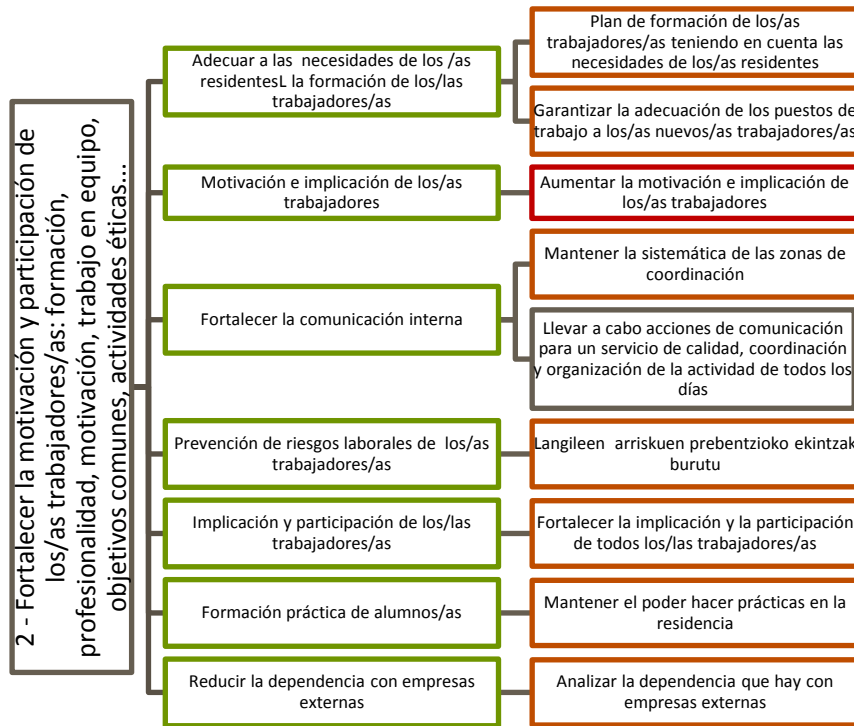 2 - Fortalecer la motivación y participación de
los/as trabajadores/as: formación,
profesionalidad, motivación, trabajo en equipo,
objetivos comunes, actividades éticas...
Adecuar a las necesidades de los /as
residentesL la formación de los/las
trabajadores/as
Plan de formación de los/as
trabajadores/as teniendo en cuenta las
necesidades de los/as residentes
Garantizar la adecuación de los puestos de
trabajo a los/as nuevos/as trabajadores/as
Motivación e implicación de los/as
trabajadores
Aumentar la motivación e implicación de
los/as trabajadores
Fortalecer la comunicación interna
Mantener la sistemática de las zonas de
coordinación
Llevar a cabo acciones de comunicación
para un servicio de calidad, coordinación
y organización de la actividad de todos los
días
Prevención de riesgos laborales de los/as
trabajadores/as
Langileen arriskuen prebentzioko ekintzak
burutu
Implicación y participación de los/las
trabajadores/as
Fortalecer la implicación y la participación
de todos los/las trabajadores/as
Formación práctica de alumnos/as
Mantener el poder hacer prácticas en la
residencia
Reducir la dependencia con empresas
externas
Analizar la dependencia que hay con
empresas externas